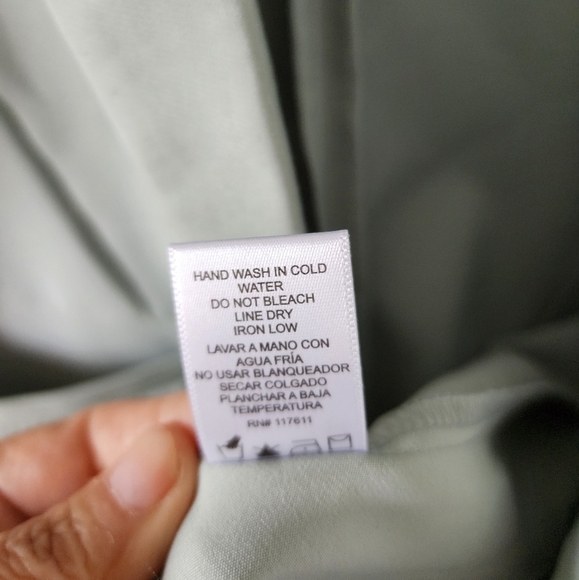 HAND WASH IN COLD
WATER
DO NOT BLEACH
LINE DRY
IRON LOW
LAVAR A MANO CON
AGUA FRÍA
NO USAR BLANQUEADOR
SECAR COLGADO
PLANCHAR A BAJA
TEMPERATURA
RN# 117611